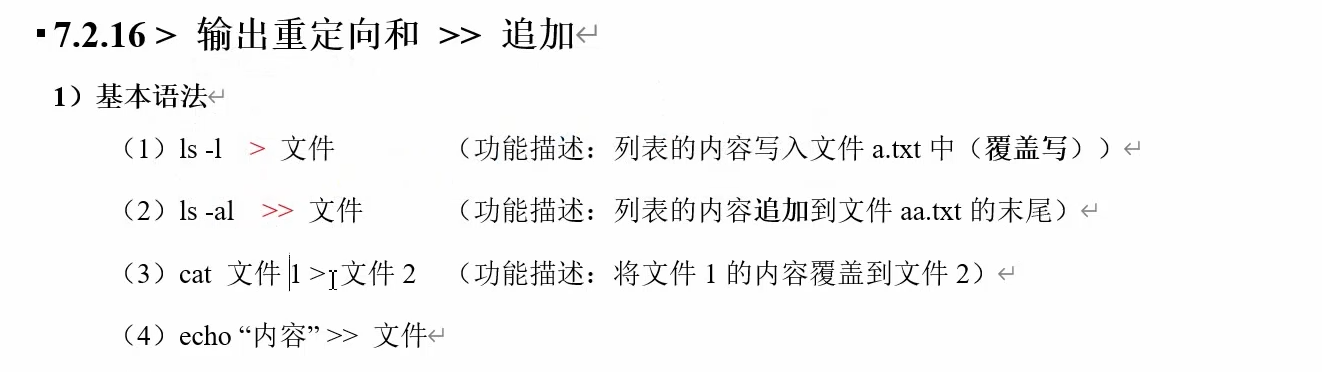 7.2.16 > 输出重定向和 >> 追加
1）基本语法
（1）ls -l > 文件 （功能描述：列表的内容写入文件 a.txt 中（覆盖写））
（2）ls -al >> 文件 （功能描述：列表的内容追加到文件 aa.txt 的末尾）
（3）cat 文件 1 > 文件 2 （功能描述：将文件 1 的内容覆盖到文件 2）
（4）echo “内容” >> 文件